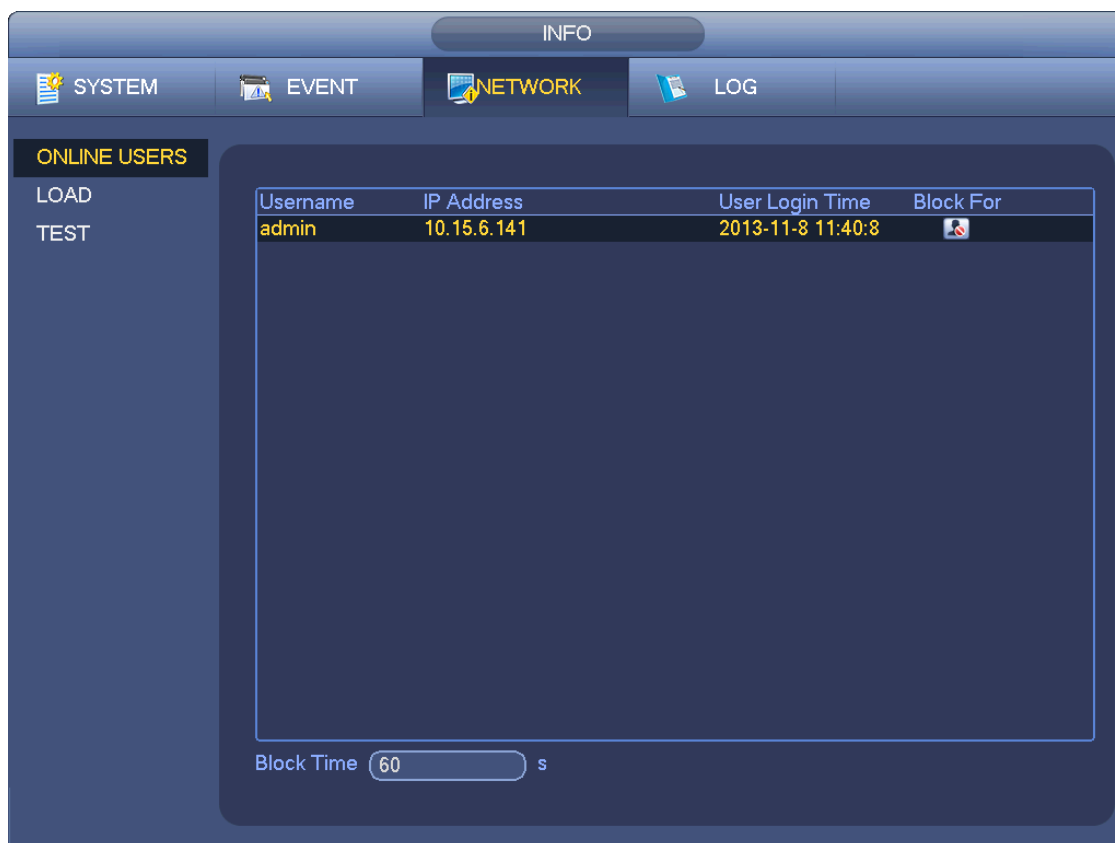 INFO
SYSTEM EVENT NETWORK LOG
ONLINE USERS
LOAD
TEST
Username IP Address User Login Time Block For
admin 10.15.6.141 2013-11-8 11:40:8
Block Time 60 s